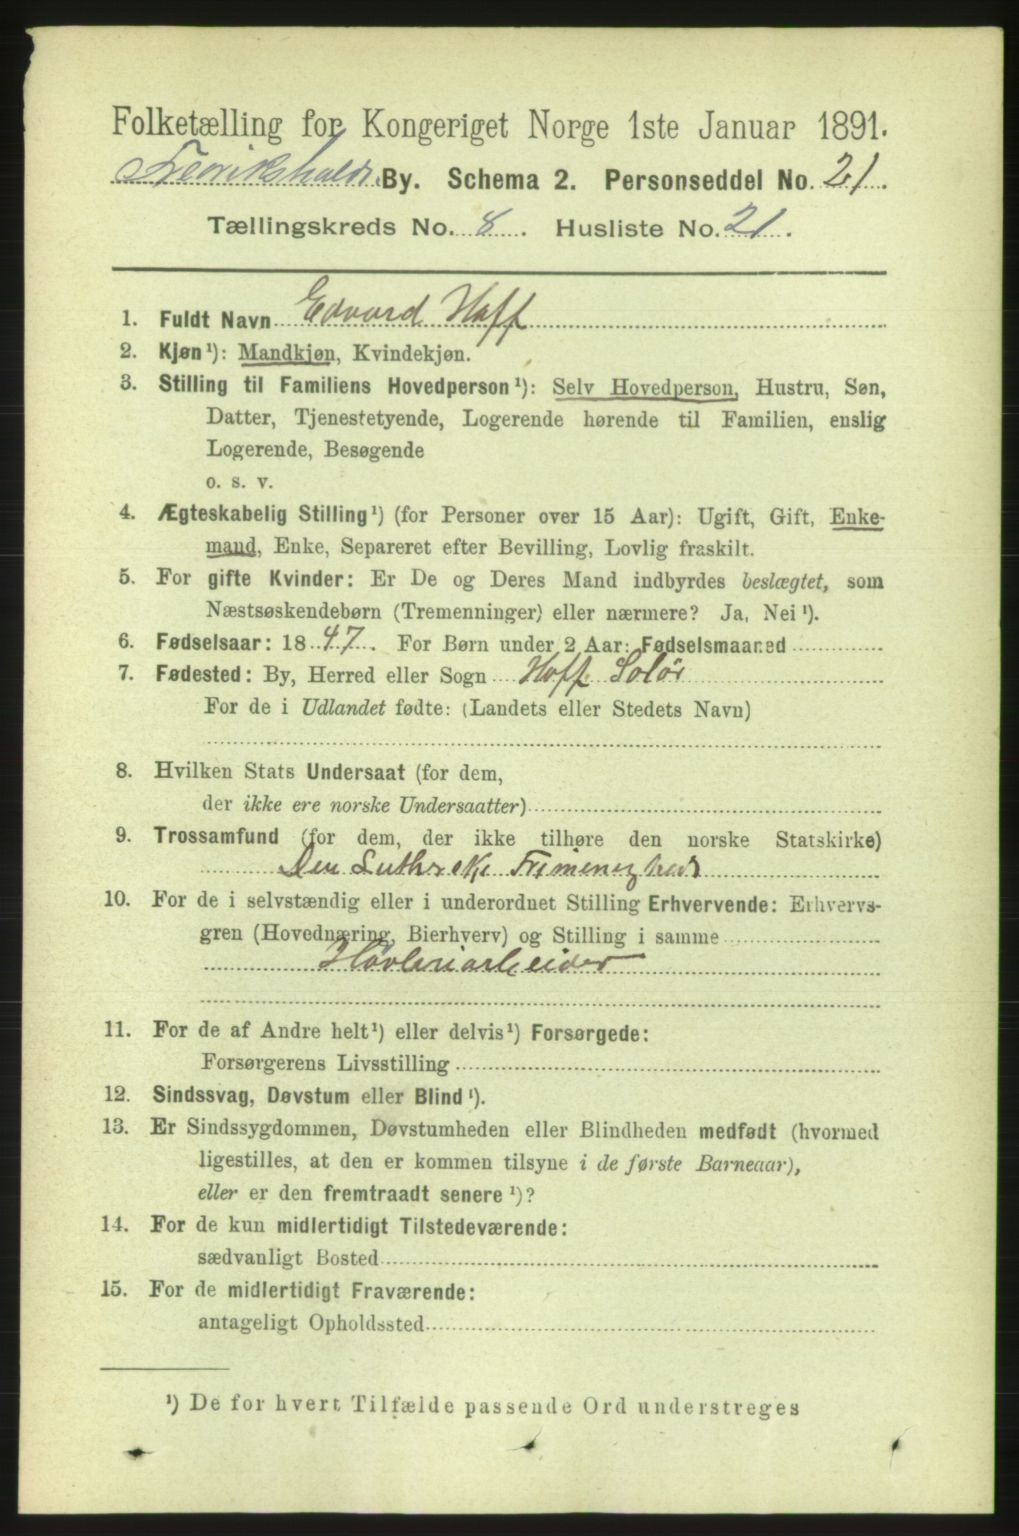 Folketælling for Kongeriget Norge 1ste Januar 1891.
Fredrikshalds By. Schema 2. Personseddel No. 21.
Tællingskreds No. 8. Husliste No. 21.
1. Fuldt Navn Edvard Hoff
2. Kjøn¹): Mandkjøn, Kvindekjøn.
3. Stilling til Familiens Hovedperson¹): Selv Hovedperson, Hustru, Søn,
Datter, Tjenestetyende, Logerende hørende til Familien, enslig
Logerende, Besøgende
o. s. v.
4. Ægteskabelig Stilling¹) (for Personer over 15 Aar): Ugift, Gift, Enke-
mand, Enke, Separeret efter Bevilling, Lovlig fraskilt.
5. For gifte Kvinder: Er De og Deres Mand indbyrdes beslægtet, som
Næstsøskendebørn (Tremenninger) eller nærmere? Ja, Nei¹).
6. Fødselsaar: 1847. For Børn under 2 Aar: Fødselsmaaned
7. Fødested: By, Herred eller Sogn Hoff Solör
For de i Udlandet fødte: (Landets eller Stedets Navn)
8. Hvilken Stats Undersaat (for dem,
der ikke ere norske Undersaatter)
9. Trossamfund (for dem, der ikke tilhøre den norske Statskirke)
Den Luthrske Frimenighed
10. For de i selvstændig eller i underordnet Stilling Erhvervende: Erhvervs-
gren (Hovednæring, Bierhverv) og Stilling i samme
Høvleriarbeider
11. For de af Andre helt¹) eller delvis¹) Forsørgede:
Forsørgerens Livsstilling
12. Sindssvag, Døvstum eller Blind¹).
13. Er Sindssygdommen, Døvstumheden eller Blindheden medfødt (hvormed
ligestilles, at den er kommen tilsyne i de første Barneaar),
eller er den fremtraadt senere¹)?
14. For de kun midlertidigt Tilstedeværende:
sædvanligt Bosted
15. For de midlertidigt Fraværende:
antageligt Opholdssted
¹) De for hvert Tilfælde passende Ord understreges